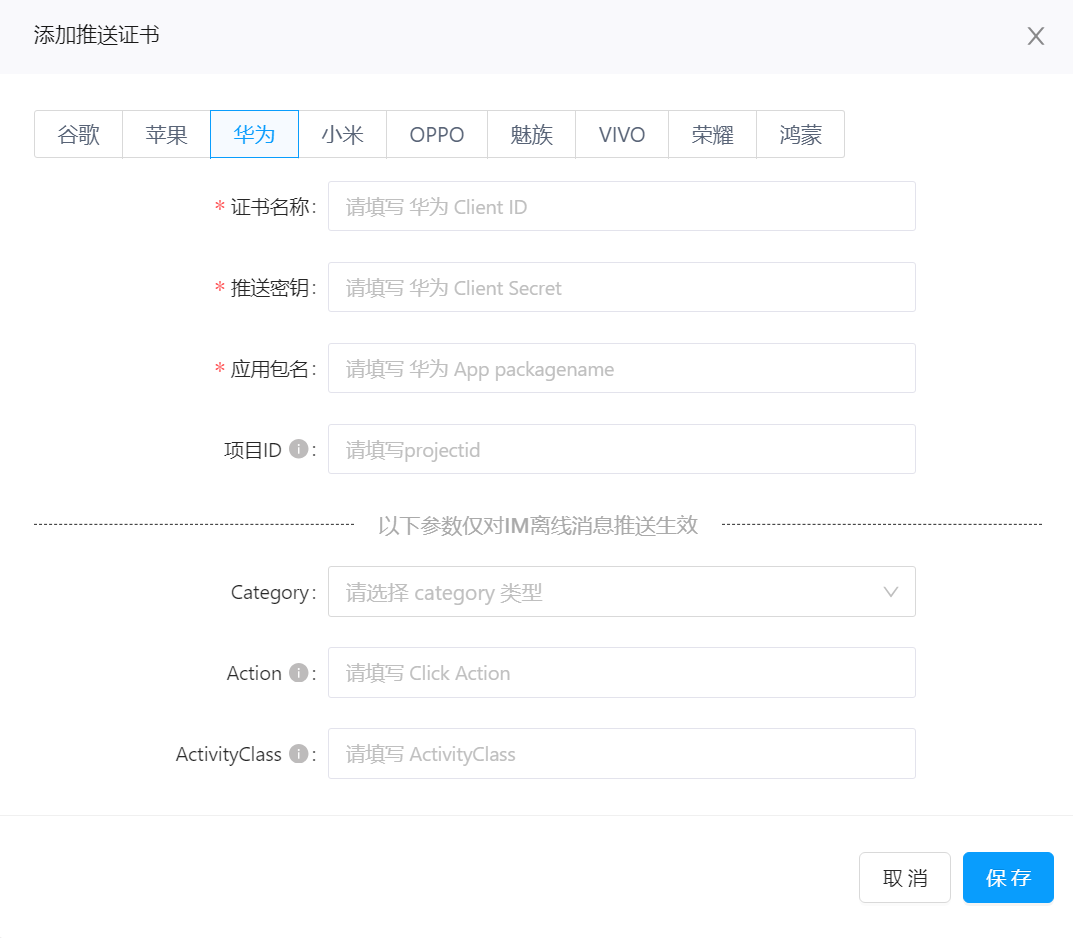 添加推送证书
谷歌 苹果 华为 小米 OPPO 魅族 VIVO 荣耀 鸿蒙
* 证书名称: 请填写 华为 Client ID
* 推送密钥: 请填写 华为 Client Secret
* 应用包名: 请填写 华为 App packagename
项目ID : 请填写projectid
以下参数仅对IM离线消息推送生效
Category: 请选择 category 类型
Action : 请填写 Click Action
ActivityClass : 请填写 ActivityClass
取消 保存